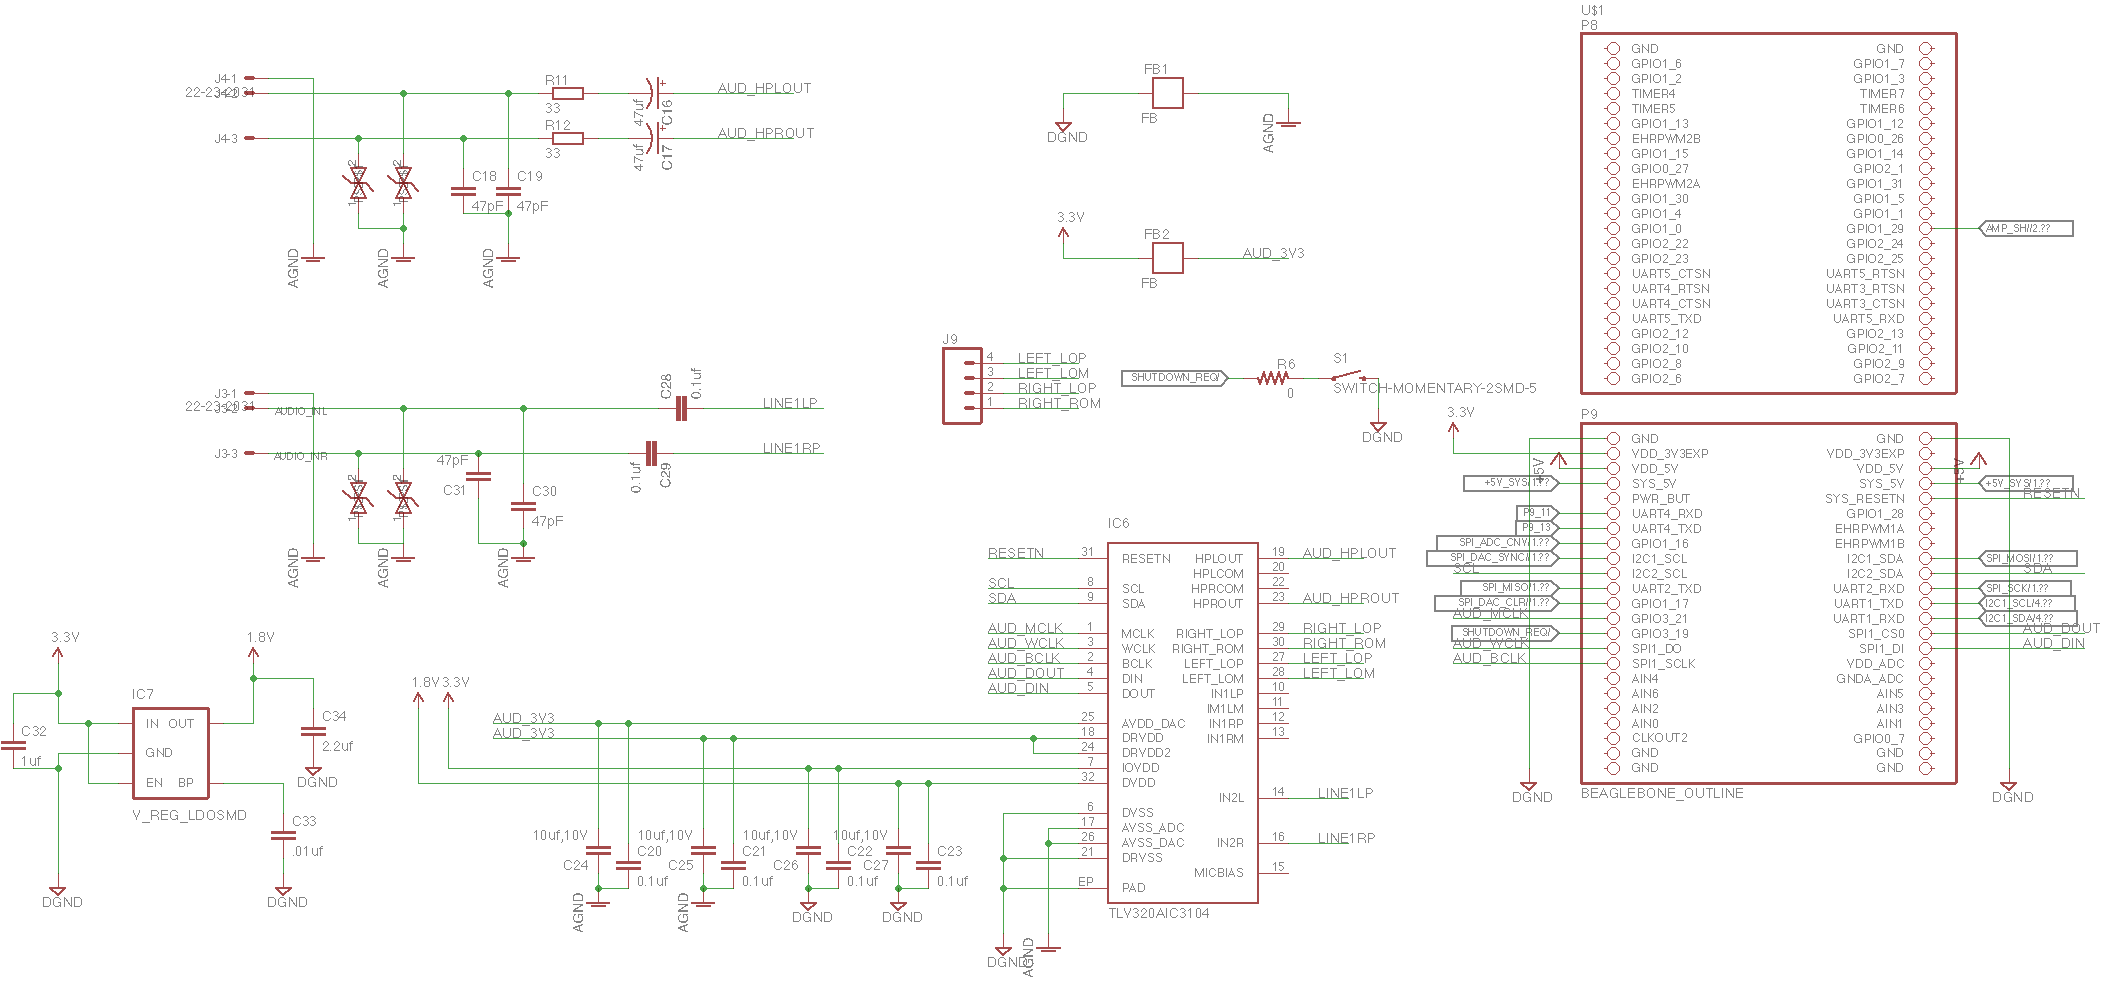 J4-1
22-23-2031
J4-2
J4-3
R11
33
R12
33
47uf
C16
+
47uf
C17
+
AUD_HPLOUT
AUD_HPROUT
C18
47pF
C19
47pF
AGND
AGND
AGND
J3-1
22-23-2031
J3-2
AUDIO_INL
J3-3
AUDIO_INR
C28
0.1uf
LINE1LP
0.1uf
C29
LINE1RP
47pF
C31
C30
47pF
AGND
AGND
AGND
FB1
FB
DGND
AGND
3.3V
FB2
FB
AUD_3V3
J9
4 LEFT_LOP
3 LEFT_LOM
2 RIGHT_LOP
1 RIGHT_ROM
SHUTDOWN_REQ/
R6
0
S1
SWITCH-MOMENTARY-2SMD-5
DGND
U$1
P8
GND GND
GPIO1_6 GPIO1_7
GPIO1_2 GPIO1_3
TIMER4 TIMER7
TIMER5 TIMER6
GPIO1_13 GPIO1_12
EHRPWM2B GPIO0_26
GPIO1_15 GPIO1_14
GPIO0_27 GPIO2_1
EHRPWM2A GPIO1_31
GPIO1_30 GPIO1_5
GPIO1_4 GPIO1_1
GPIO1_0 GPIO1_29 AMP_SH//2.??
GPIO2_22 GPIO2_24
GPIO2_23 GPIO2_25
UART5_CTSN UART5_RTSN
UART4_RTSN UART3_RTSN
UART4_CTSN UART3_CTSN
UART5_TXD UART5_RXD
GPIO2_12 GPIO2_13
GPIO2_10 GPIO2_11
GPIO2_8 GPIO2_9
GPIO2_6 GPIO2_7
P9
3.3V
GND GND
VDD_3V3EXP VDD_3V3EXP
+5V VDD_5V VDD_5V +5V
+5V_SYS/1.?? SYS_5V SYS_5V +5V_SYS/1.??
PWR_BUT SYS_RESETN RESETN
P9_11 UART4_RXD GPIO1_28
P9_13 UART4_TXD EHRPWM1A
SPI_ADC_CNV/1.?? GPIO1_16 EHRPWM1B
SPI_DAC_SYNC/1.?? I2C1_SCL I2C1_SDA SPI_MOSI/1.??
SCL I2C2_SCL I2C2_SDA SDA
SPI_MISO/1.?? UART2_TXD UART2_RXD SPI_SCK/1.??
SPI_DAC_CLR/1.?? GPIO1_17 UART1_TXD I2C1_SCL/4.??
AUD_MCLK GPIO3_21 UART1_RXD I2C1_SDA/4.??
SHUTDOWN_REQ/ GPIO3_19 SPI1_CS0 AUD_DOUT
AUD_WCLK SPI1_DO SPI1_DI AUD_DIN
AUD_BCLK SPI1_SCLK VDD_ADC
AIN4 GNDA_ADC
AIN6 AIN5
AIN2 AIN3
AIN0 AIN1
CLKOUT2 GPIO0_7
GND GND
GND GND
DGND
BEAGLEBONE_OUTLINE
DGND
IC6
RESETN 31 RESETN HPLOUT 19 AUD_HPLOUT
HPLCOM 20
SCL 8 SCL HPRCOM 22
SDA 9 SDA HPROUT 23 AUD_HPROUT
AUD_MCLK 1 MCLK RIGHT_LOP 29 RIGHT_LOP
AUD_WCLK 3 WCLK RIGHT_ROM 30 RIGHT_ROM
AUD_BCLK 2 BCLK LEFT_LOP 27 LEFT_LOP
AUD_DOUT 4 DIN LEFT_LOM 28 LEFT_LOM
AUD_DIN 5 DOUT IN1LP 10
IM1LM 11
AUD_3V3 25 AVDD_DAC IN1RP 12
AUD_3V3 18 DRVDD IN1RM 13
24 DRVDD2
7 IOVDD
32 DVDD
IN2L 14 LINE1LP
6 DVSS
17 AVSS_ADC
26 AVSS_DAC IN2R 16 LINE1RP
21 DRVSS
MICBIAS 15
EP PAD
TLV320AIC3104
DGND
AGND
1.8V 3.3V
10uf,10V
C24
C20
0.1uf
10uf,10V
C25
C21
0.1uf
10uf,10V
C26
C22
0.1uf
10uf,10V
C27
C23
0.1uf
AGND
AGND
DGND
DGND
3.3V
1.8V
IC7
IN OUT
GND
EN BP
V_REG_LDOSMD
C32
1uf
C34
2.2uf
DGND
C33
.01uf
DGND
DGND